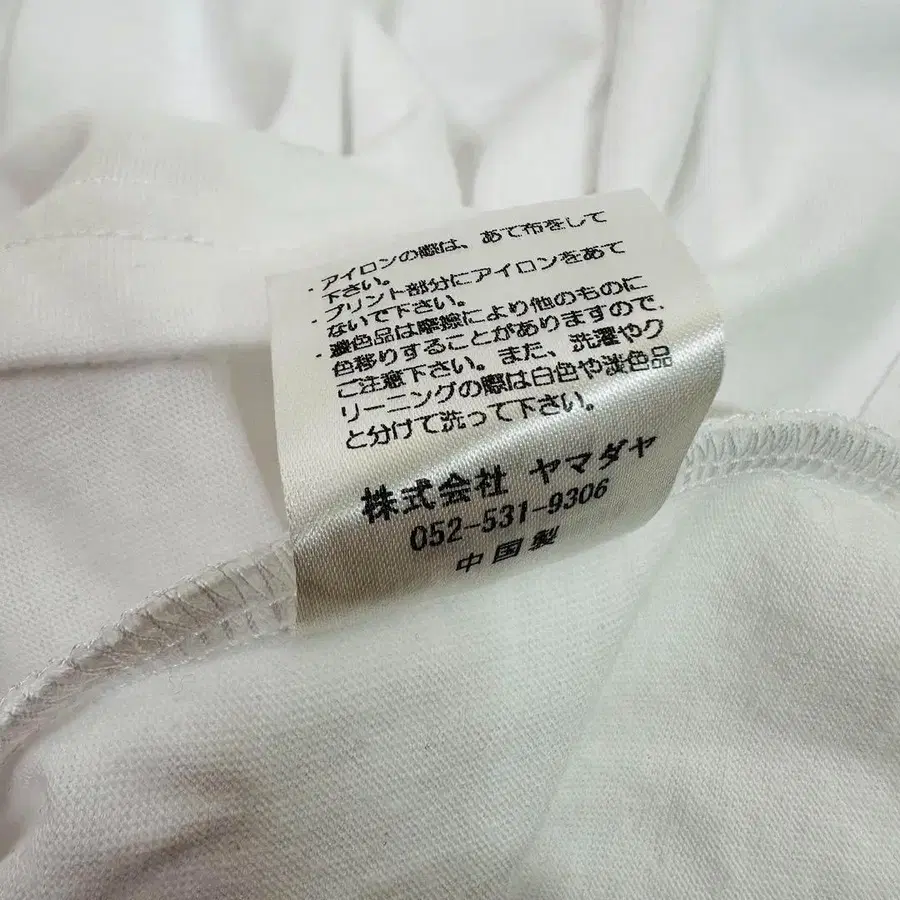 ・アイロンの際は、あて布をして
下さい。
・プリント部分にアイロンをあて
ないで下さい。
・濃色品は摩擦により他のものに
色移りすることがありますので、
ご注意下さい。また、洗濯やク
リーニングの際は白色や淡色品
と分けて洗って下さい。
株式会社 ヤマダヤ
052-531-9306
中国製